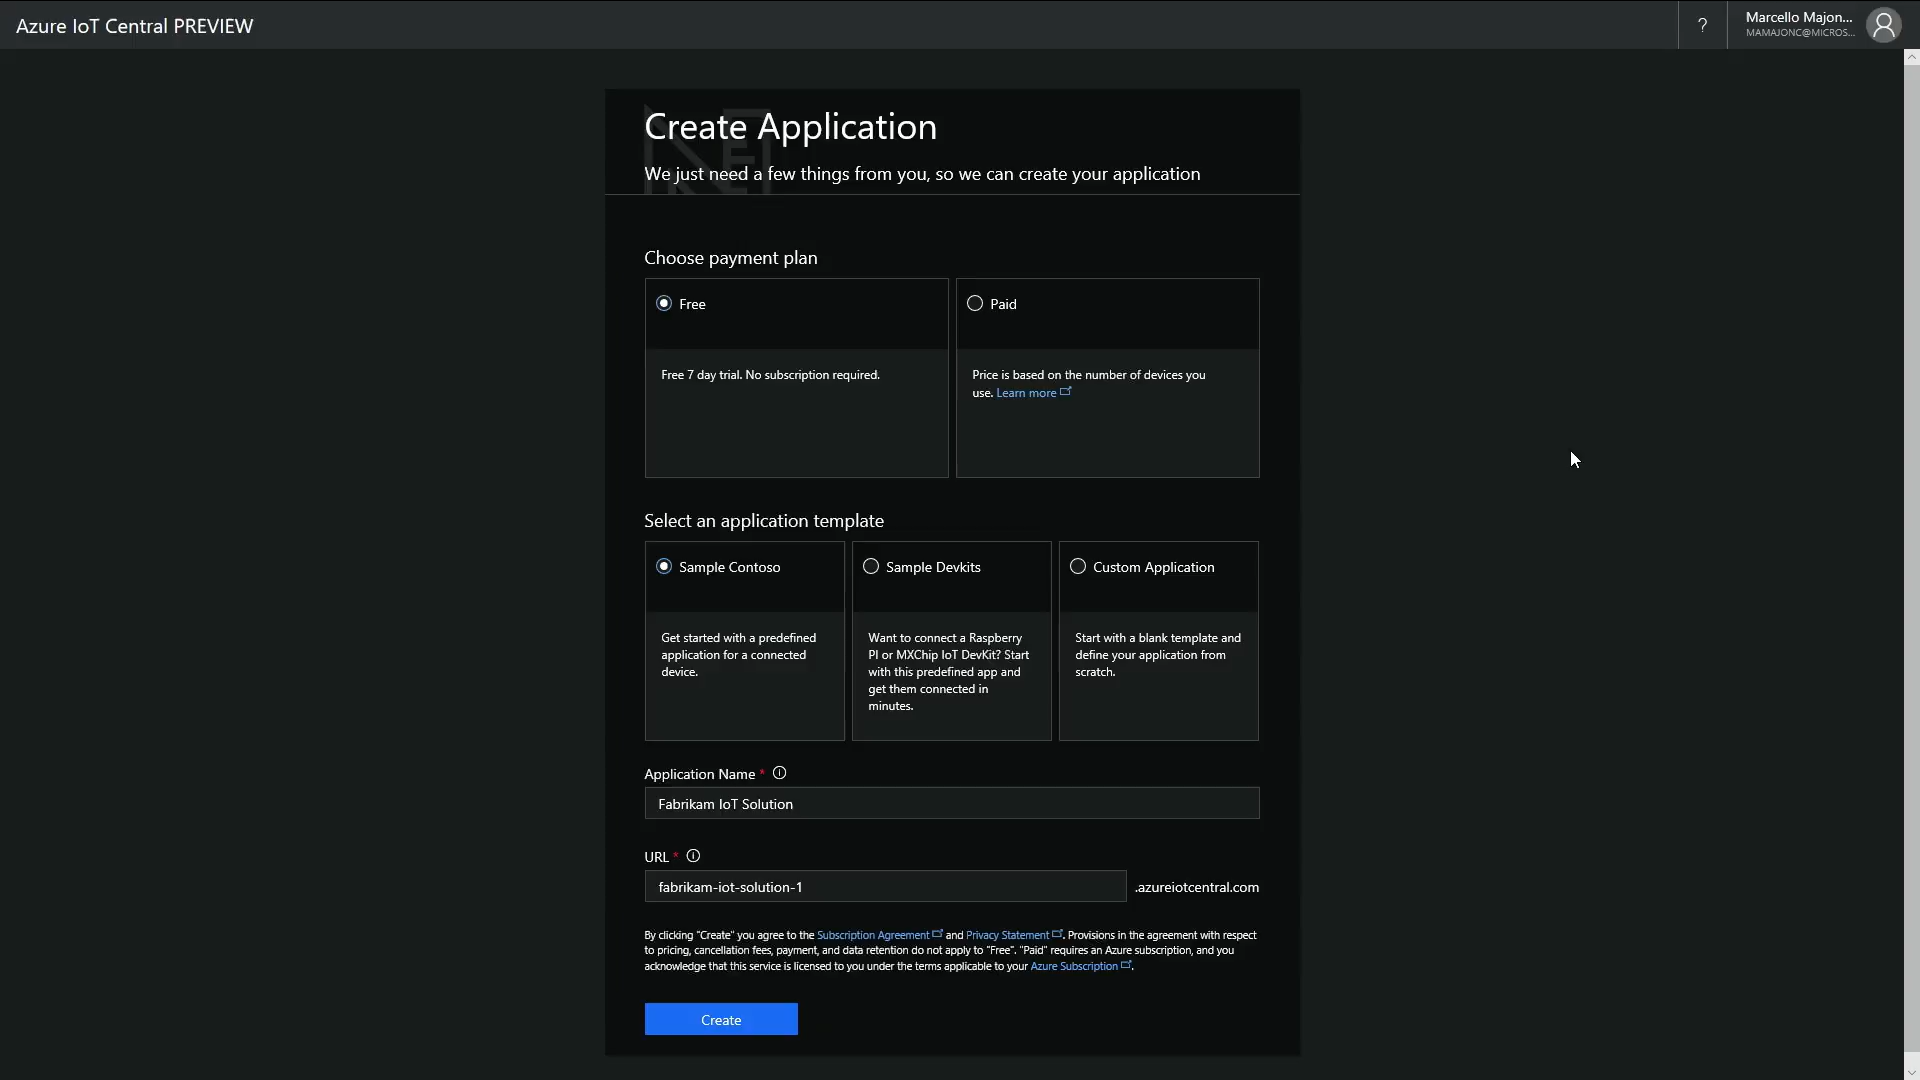 Azure IoT Central PREVIEW
?
Marcello Majon...
MAMAJONC@MICROS...
Create Application
We just need a few things from you, so we can create your application
Choose payment plan
Free
Free 7 day trial. No subscription required.
Paid
Price is based on the number of devices you
use. Learn more
Select an application template
Sample Contoso
Get started with a predefined
application for a connected
device.
Sample Devkits
Want to connect a Raspberry
PI or MXChip IoT DevKit? Start
with this predefined app and
get them connected in
minutes.
Custom Application
Start with a blank template and
define your application from
scratch.
Application Name *
Fabrikam IoT Solution
URL *
fabrikam-iot-solution-1
.azureiotcentral.com
By clicking "Create" you agree to the Subscription Agreement and Privacy Statement. Provisions in the agreement with respect
to pricing, cancellation fees, payment, and data retention do not apply to "Free". "Paid" requires an Azure subscription, and you
acknowledge that this service is licensed to you under the terms applicable to your Azure Subscription.
Create